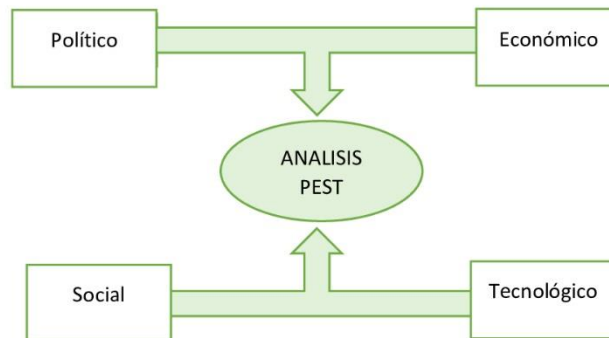 Político
Económico
ANALISIS
PEST
Social
Tecnológico